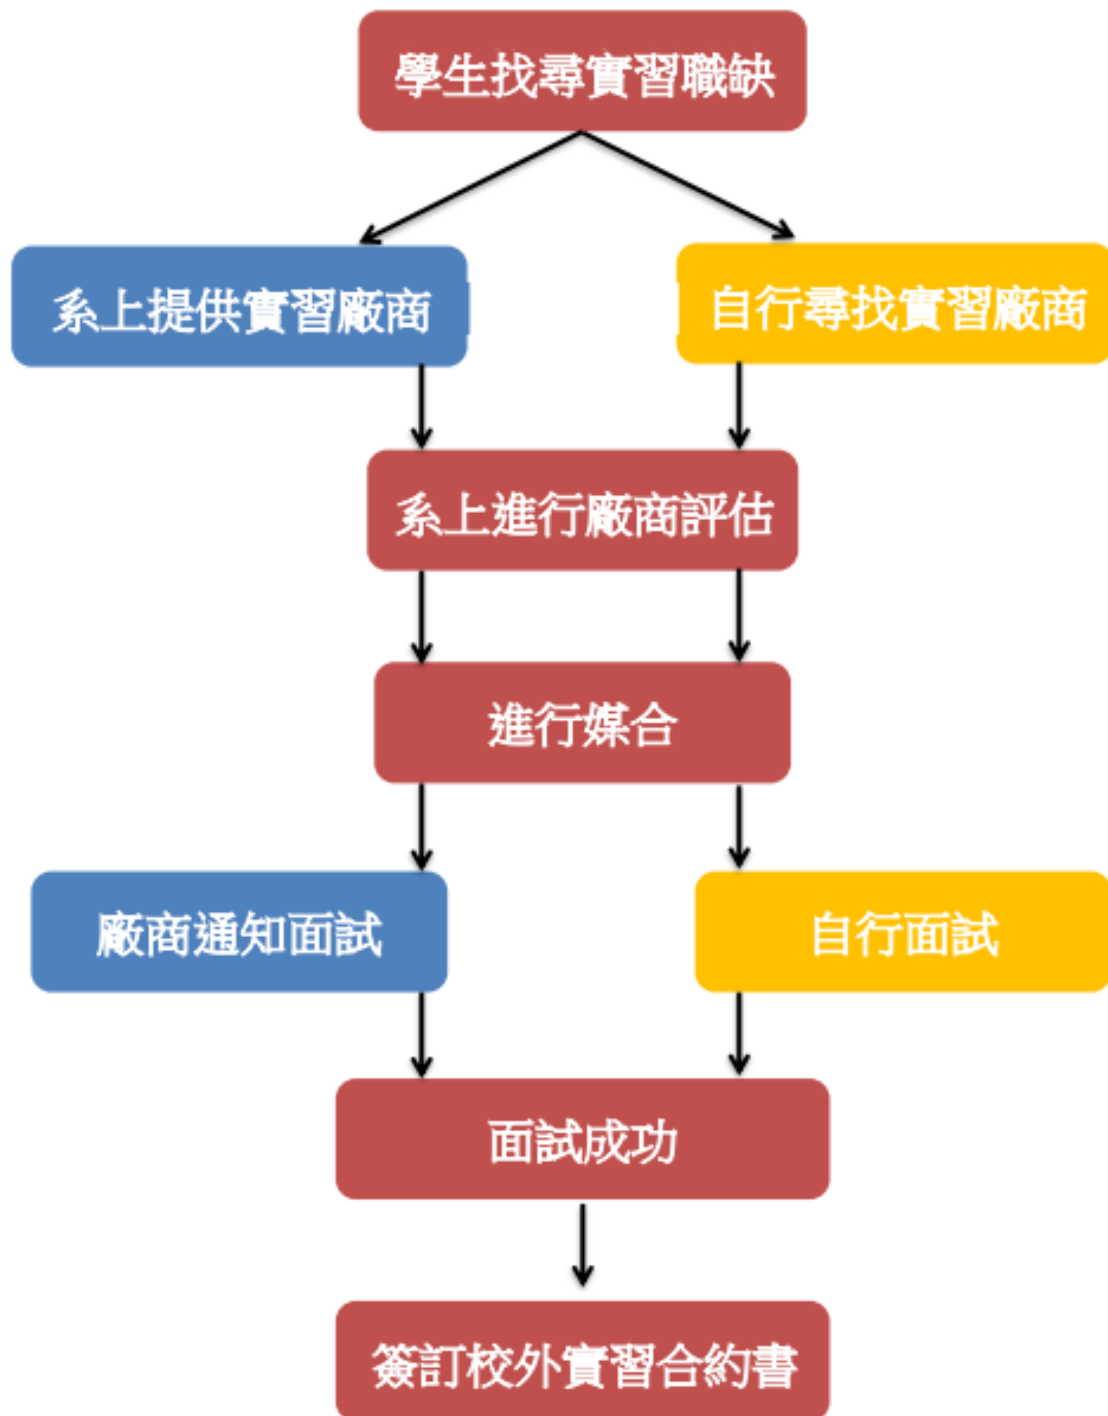 學生找尋實習職缺
系上提供實習廠商
自行尋找實習廠商
系上進行廠商評估
進行媒合
廠商通知面試
自行面試
面試成功
簽訂校外實習合約書